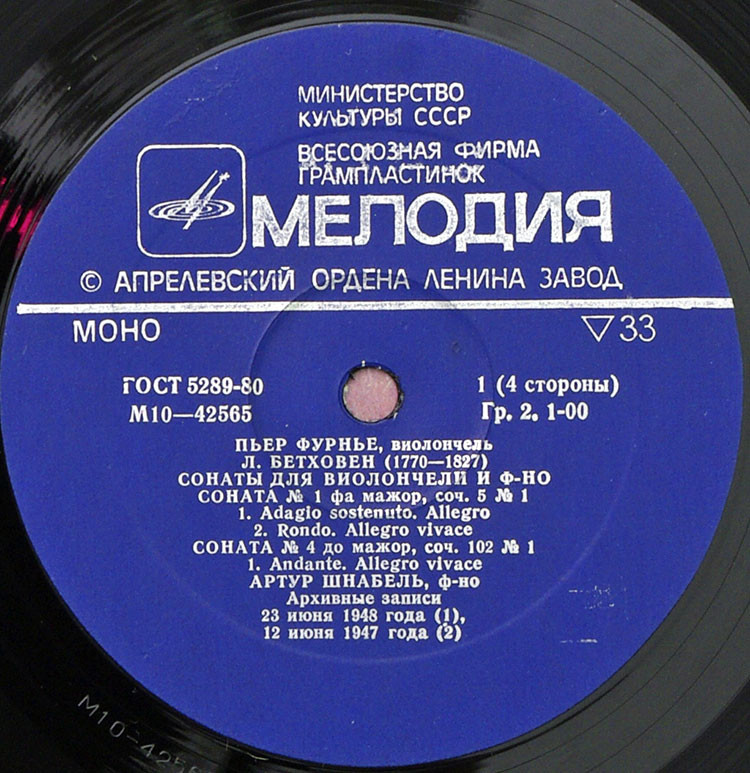 МИНИСТЕРСТВО
КУЛЬТУРЫ СССР
ВСЕСОЮЗНАЯ ФИРМА
ГРАМПЛАСТИНОК
МЕЛОДИЯ
© АПРЕЛЕВСКИЙ ОРДЕНА ЛЕНИНА ЗАВОД
МОНО ▽33
ГОСТ 5289-80 1 (4 стороны)
М10—42565 Гр. 2. 1-00
ПЬЕР ФУРНЬЕ, виолончель
Л. БЕТХОВЕН (1770—1827)
СОНАТЫ ДЛЯ ВИОЛОНЧЕЛИ И Ф-НО
СОНАТА № 1 фа мажор, соч. 5 № 1
1. Adagio sostenuto. Allegro
2. Rondo. Allegro vivace
СОНАТА № 4 до мажор, соч. 102 № 1
1. Andante. Allegro vivace
АРТУР ШНАБЕЛЬ, ф-но
Архивные записи
23 июня 1948 года (1),
12 июня 1947 года (2)